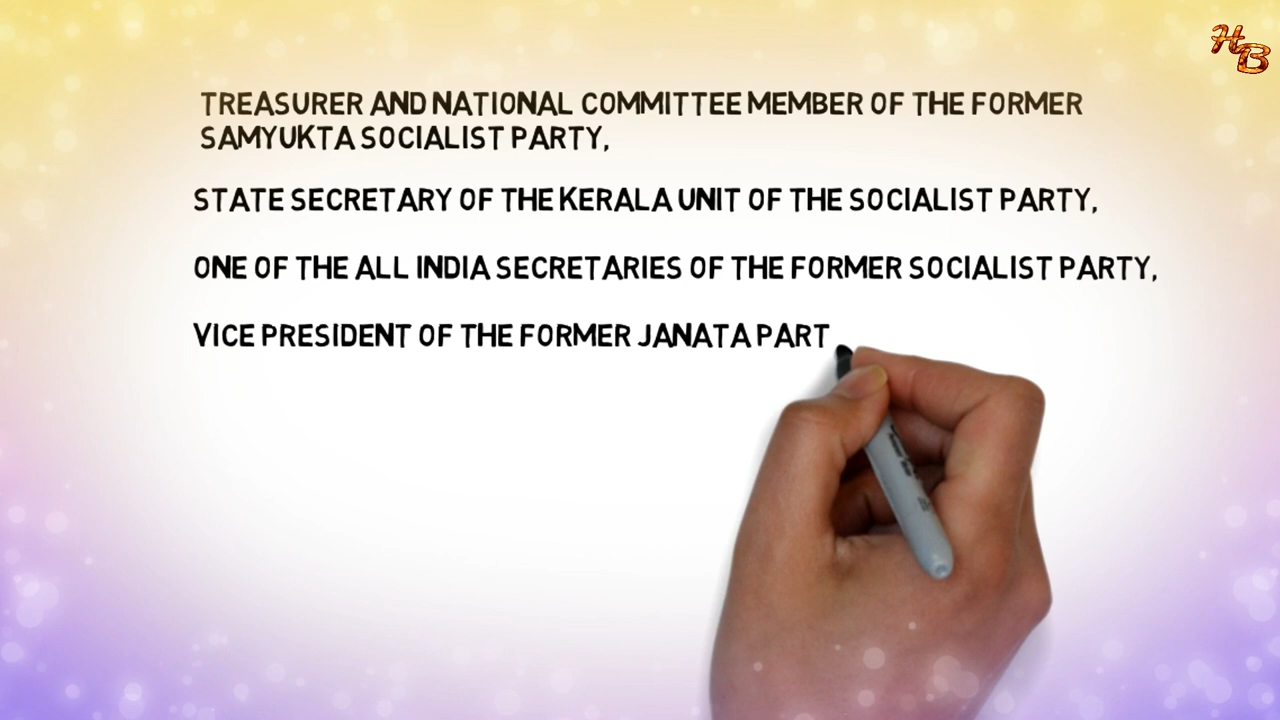 HB
TREASURER AND NATIONAL COMMITTEE MEMBER OF THE FORMER
SAMYUKTA SOCIALIST PARTY,
STATE SECRETARY OF THE KERALA UNIT OF THE SOCIALIST PARTY,
ONE OF THE ALL INDIA SECRETARIES OF THE FORMER SOCIALIST PARTY,
VICE PRESIDENT OF THE FORMER JANATA PART